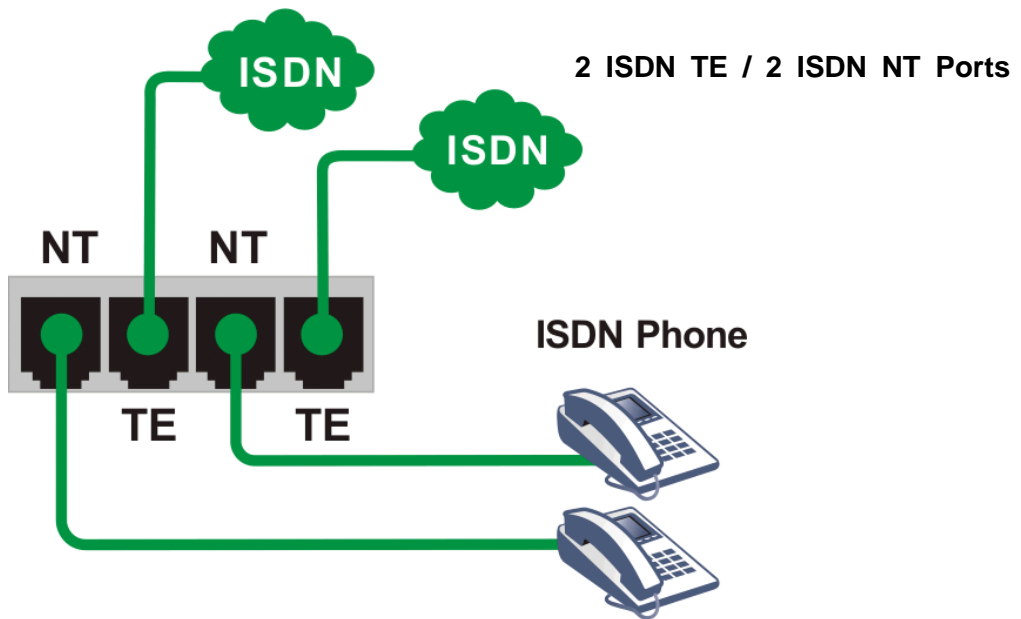 ISDN
2 ISDN TE / 2 ISDN NT Ports
ISDN
NT NT
ISDN Phone
TE TE